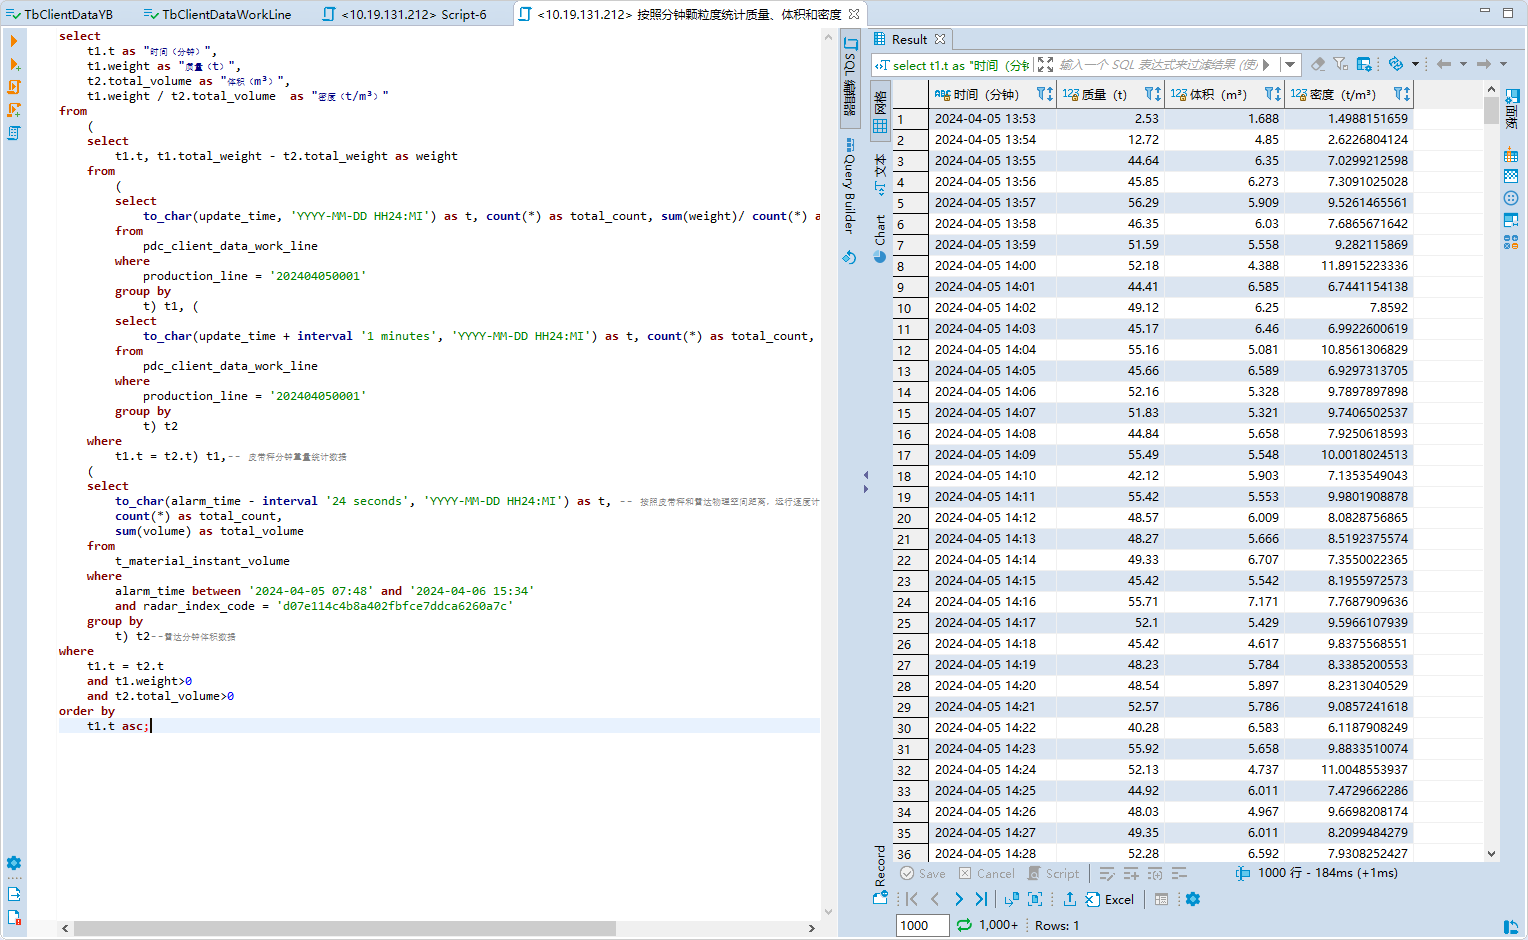 TbClientDataYB
TbClientDataWorkLine
<10.19.131.212> Script-6
<10.19.131.212> 按照分钟颗粒度统计质量、体积和密度
select
t1.t as "时间（分钟）",
t1.weight as "质量（t）",
t2.total_volume as "体积（m³）",
t1.weight / t2.total_volume  as "密度（t/m³）"
from
(
select
t1.t, t1.total_weight - t2.total_weight as weight
from
(
select
to_char(update_time, 'YYYY-MM-DD HH24:MI') as t, count(*) as total_count, sum(weight)/ count(*) a
from
pdc_client_data_work_line
where
production_line = '202404050001'
group by
t) t1, (
select
to_char(update_time + interval '1 minutes', 'YYYY-MM-DD HH24:MI') as t, count(*) as total_count,
from
pdc_client_data_work_line
where
production_line = '202404050001'
group by
t) t2
where
t1.t = t2.t) t1,-- 皮带秤分钟重量统计数据
(
select
to_char(alarm_time - interval '24 seconds', 'YYYY-MM-DD HH24:MI') as t, -- 按照皮带秤和雷达物理空间距离，运行速度计
count(*) as total_count,
sum(volume) as total_volume
from
t_material_instant_volume
where
alarm_time between '2024-04-05 07:48' and '2024-04-06 15:34'
and radar_index_code = 'd07e114c4b8a402fbfce7ddca6260a7c'
group by
t) t2--雷达分钟体积数据
where
t1.t = t2.t
and t1.weight>0
and t2.total_volume>0
order by
t1.t asc;
SQL 编辑器
Query Builder
Result
select t1.t as "时间（分钟
输入一个 SQL 表达式来过滤结果 (使
网格
文本
Chart
Record
面板
ABC 时间（分钟） 123 质量（t） 123 体积（m³） 123 密度（t/m³）
1 2024-04-05 13:53 2.53 1.688 1.4988151659
2 2024-04-05 13:54 12.72 4.85 2.6226804124
3 2024-04-05 13:55 44.64 6.35 7.0299212598
4 2024-04-05 13:56 45.85 6.273 7.3091025028
5 2024-04-05 13:57 56.29 5.909 9.5261465561
6 2024-04-05 13:58 46.35 6.03 7.6865671642
7 2024-04-05 13:59 51.59 5.558 9.282115869
8 2024-04-05 14:00 52.18 4.388 11.8915223336
9 2024-04-05 14:01 44.41 6.585 6.7441154138
10 2024-04-05 14:02 49.12 6.25 7.8592
11 2024-04-05 14:03 45.17 6.46 6.9922600619
12 2024-04-05 14:04 55.16 5.081 10.8561306829
13 2024-04-05 14:05 45.66 6.589 6.9297313705
14 2024-04-05 14:06 52.16 5.328 9.7897897898
15 2024-04-05 14:07 51.83 5.321 9.7406502537
16 2024-04-05 14:08 44.84 5.658 7.9250618593
17 2024-04-05 14:09 55.49 5.548 10.0018024513
18 2024-04-05 14:10 42.12 5.903 7.1353549043
19 2024-04-05 14:11 55.42 5.553 9.9801908878
20 2024-04-05 14:12 48.57 6.009 8.0828756865
21 2024-04-05 14:13 48.27 5.666 8.5192375574
22 2024-04-05 14:14 49.33 6.707 7.3550022365
23 2024-04-05 14:15 45.42 5.542 8.1955972573
24 2024-04-05 14:16 55.71 7.171 7.7687909636
25 2024-04-05 14:17 52.1 5.429 9.5966107939
26 2024-04-05 14:18 45.42 4.617 9.8375568551
27 2024-04-05 14:19 48.23 5.784 8.3385200553
28 2024-04-05 14:20 48.54 5.897 8.2313040529
29 2024-04-05 14:21 52.57 5.786 9.0857241618
30 2024-04-05 14:22 40.28 6.583 6.1187908249
31 2024-04-05 14:23 55.92 5.658 9.8833510074
32 2024-04-05 14:24 52.13 4.737 11.0048553937
33 2024-04-05 14:25 44.92 6.011 7.4729662286
34 2024-04-05 14:26 48.03 4.967 9.6698208174
35 2024-04-05 14:27 49.35 6.011 8.2099484279
36 2024-04-05 14:28 52.28 6.592 7.9308252427
Save Cancel Script 1000 行 - 184ms (+1ms)
Excel
1000 1,000+ Rows: 1